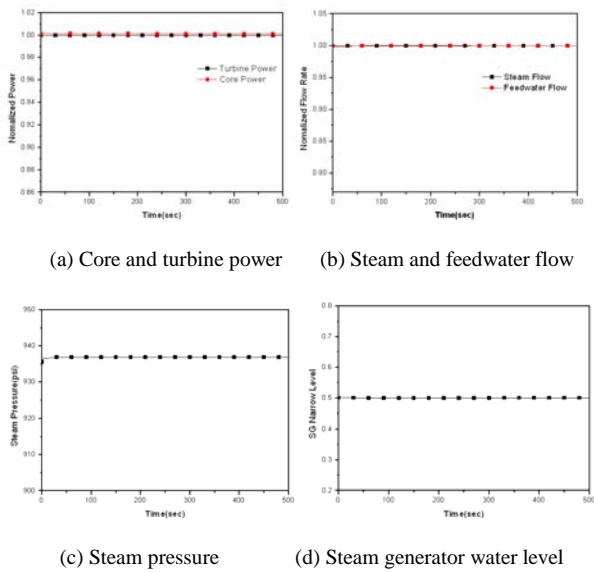 1.02
1.00
0.98
0.96
0.94
0.92
0.90
0.88
0.86
Nomalized Power
Turbine Power
Core Power
0 100 200 300 400 500
Time(sec)
1.05
1.00
0.95
0.90
0.85
0.80
Nomalized Flow Rate
Steam Flow
Feedwater Flow
0 100 200 300 400 500
Time(sec)
(a) Core and turbine power (b) Steam and feedwater flow
950
940
930
920
910
900
Steam Pressure(psi)
0 100 200 300 400 500
Time(sec)
0.8
0.7
0.6
0.5
0.4
0.3
0.2
SG Narrow Level
0 100 200 300 400 500
Time(sec)
(c) Steam pressure (d) Steam generator water level